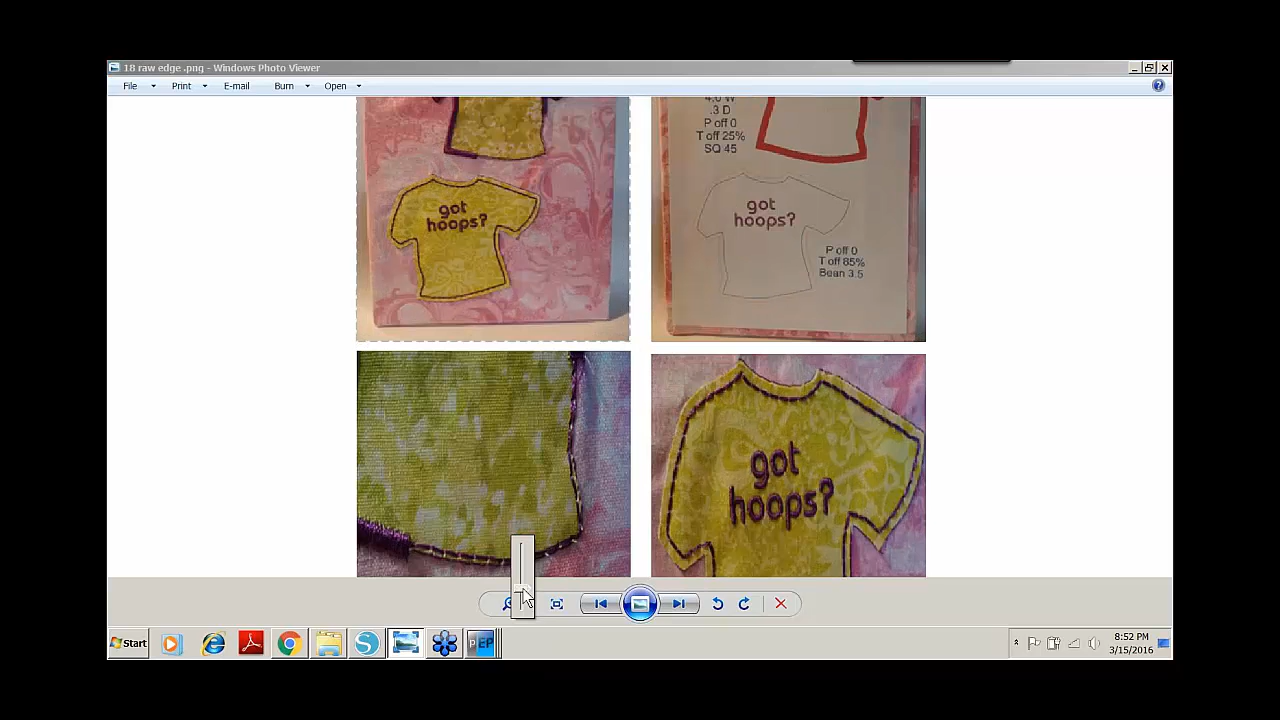 18 raw edge .png - Windows Photo Viewer
File Print E-mail Burn Open
4.0 W
.3 D
P off 0
T off 25%
SQ 45
got
hoops?
got
hoops?
P off 0
T off 85%
Bean 3.5
got
hoops?
Start
PEP
8:52 PM
3/15/2016